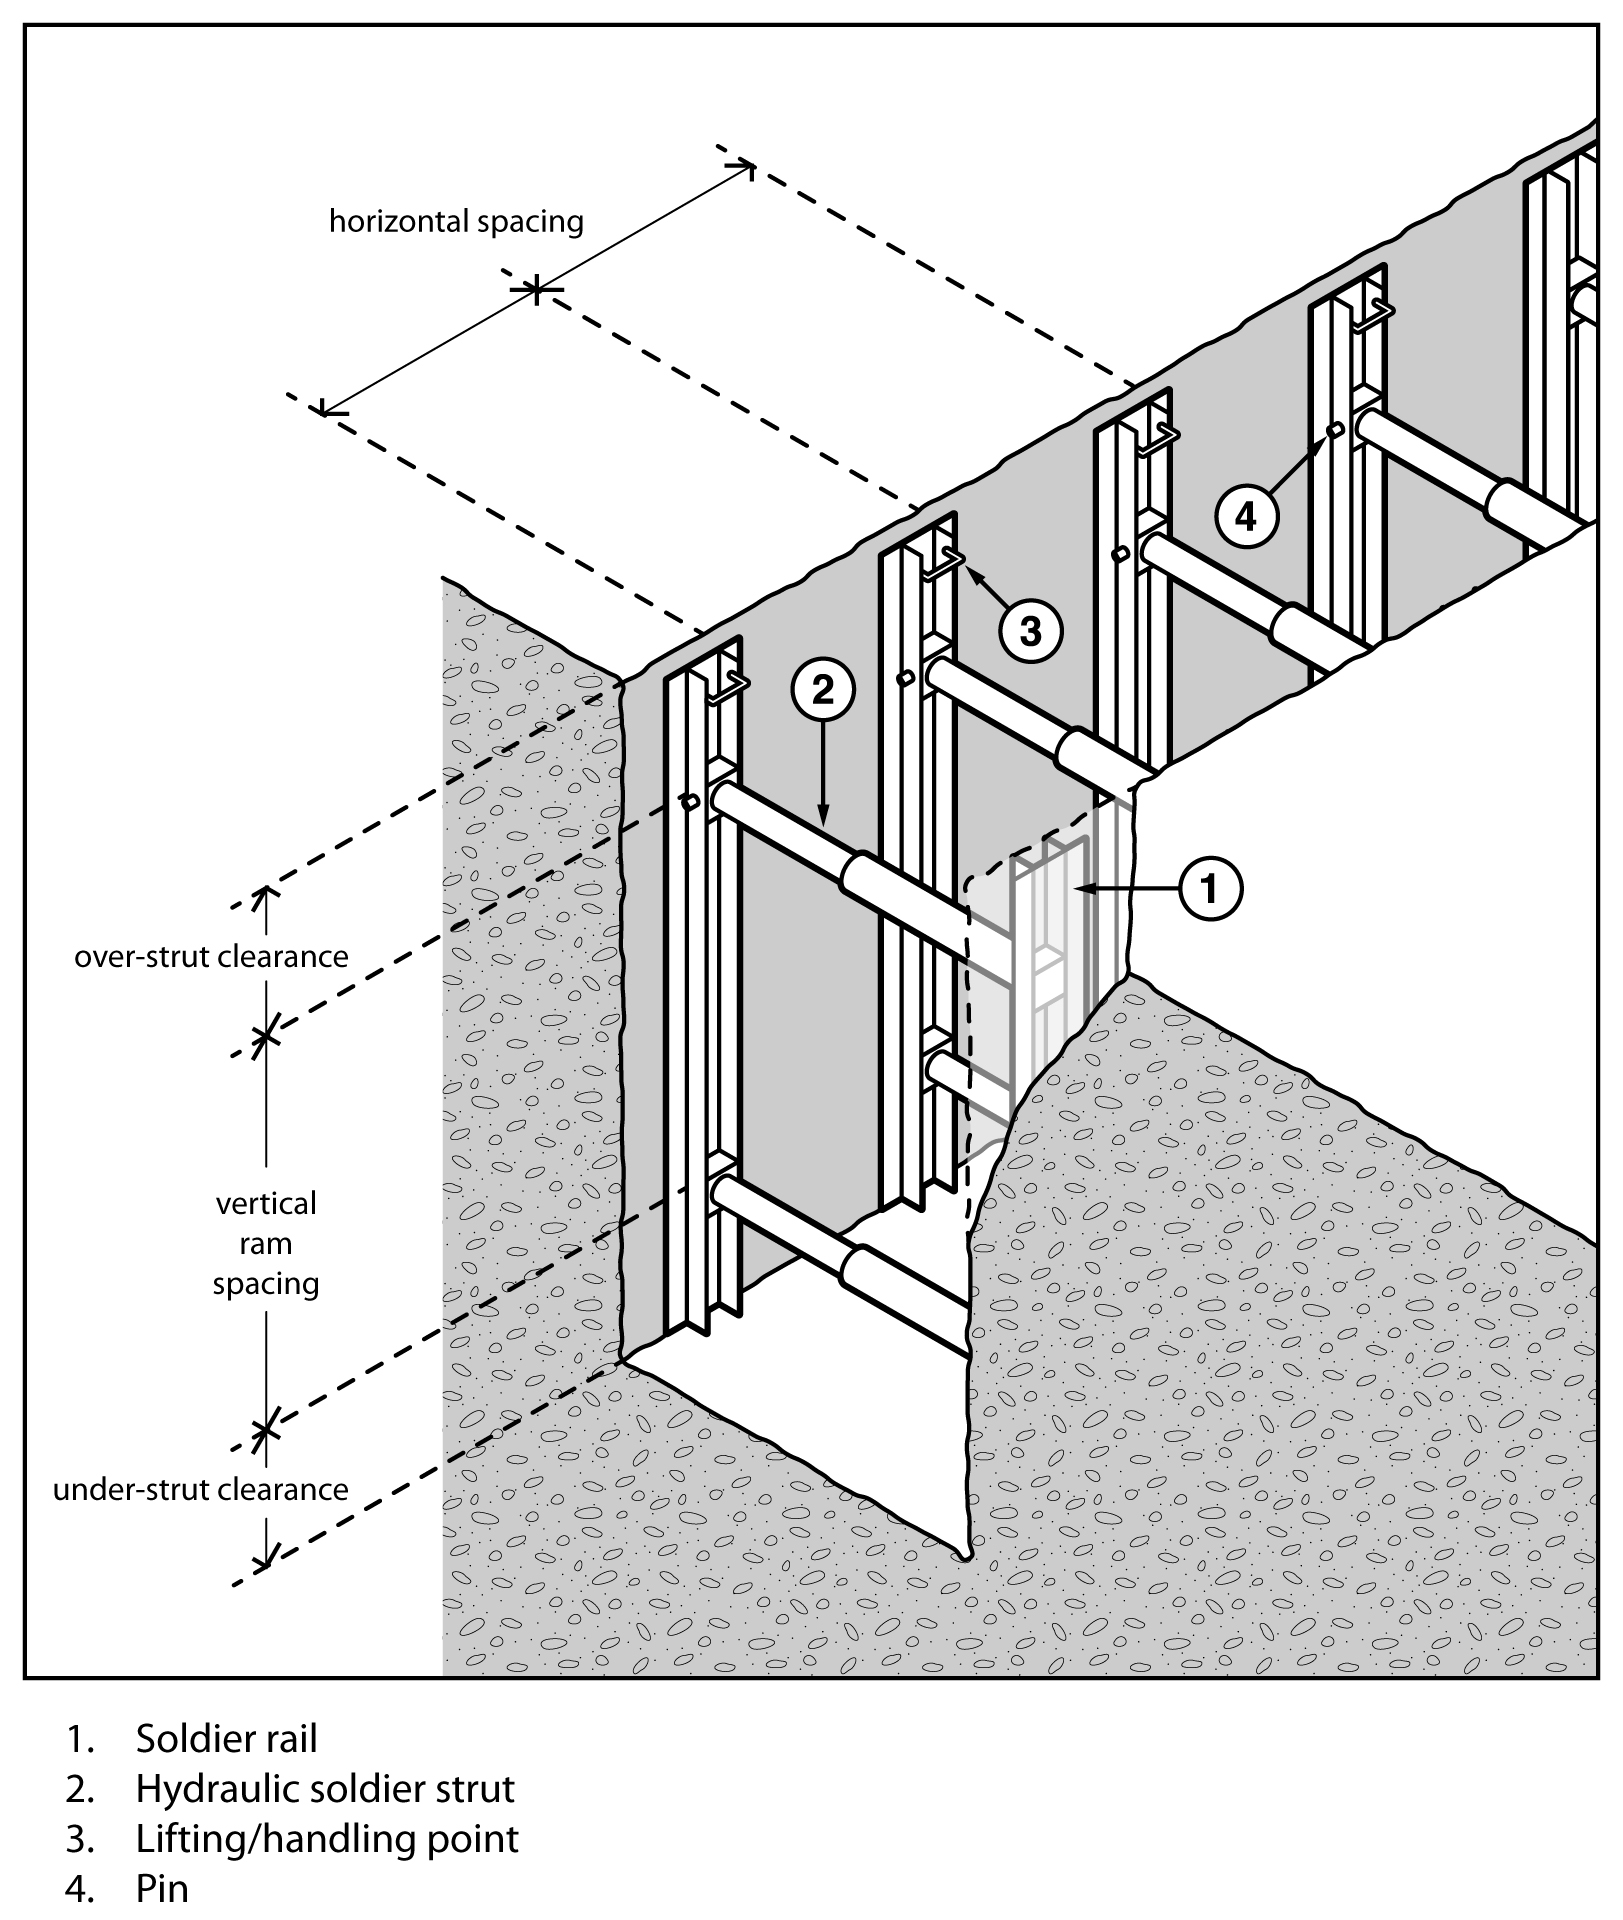 horizontal spacing
4
3
2
1
over-strut clearance
vertical
ram
spacing
under-strut clearance
1. Soldier rail
2. Hydraulic soldier strut
3. Lifting/handling point
4. Pin